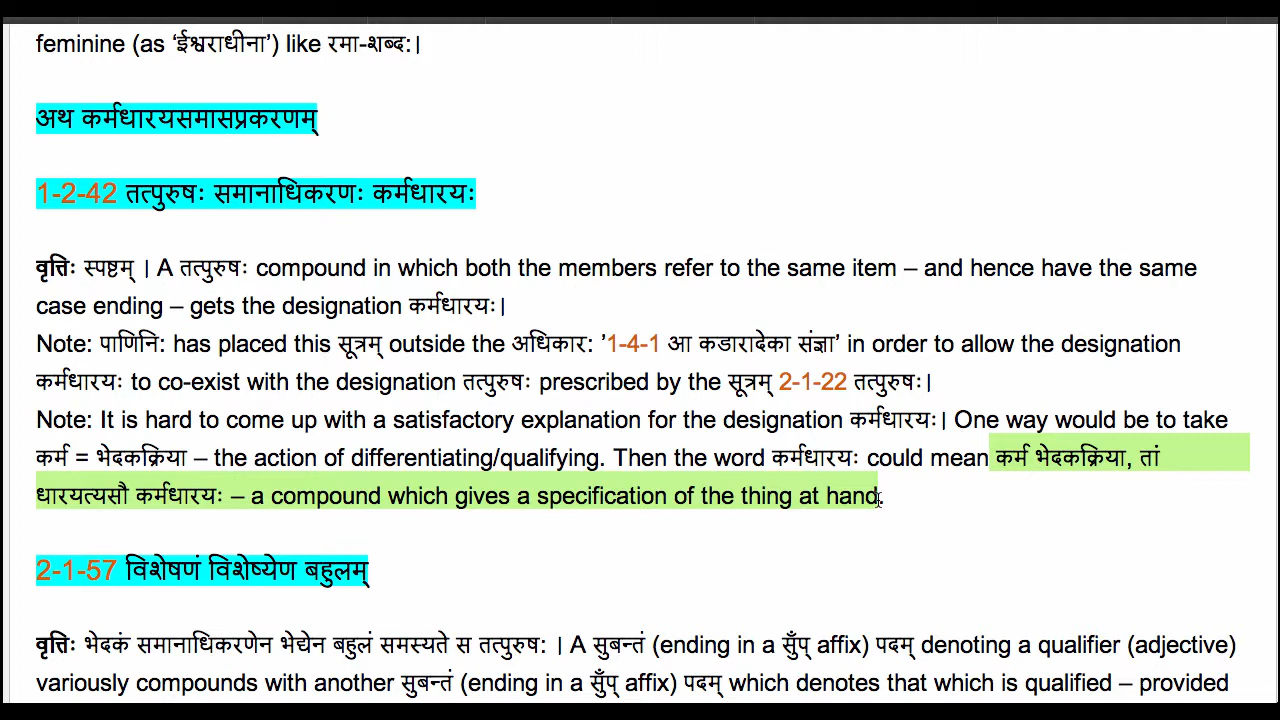 feminine (as ‘ईश्वराधीना’) like रमा-शब्द:।
अथ कर्मधारयसमासप्रकरणम्
1-2-42 तत्पुरुषः समानाधिकरणः कर्मधारयः
वृत्तिः स्पष्टम् । A तत्पुरुषः compound in which both the members refer to the same item – and hence have the same
case ending – gets the designation कर्मधारयः।
Note: पाणिनि: has placed this सूत्रम् outside the अधिकार: ’1-4-1 आ कडारादेका संज्ञा’ in order to allow the designation
कर्मधारयः to co-exist with the designation तत्पुरुषः prescribed by the सूत्रम् 2-1-22 तत्पुरुषः।
Note: It is hard to come up with a satisfactory explanation for the designation कर्मधारयः। One way would be to take
कर्म = भेदकक्रिया – the action of differentiating/qualifying. Then the word कर्मधारयः could mean कर्म भेदकक्रिया, तां
धारयत्यसौ कर्मधारयः – a compound which gives a specification of the thing at hand.
2-1-57 विशेषणं विशेष्येण बहुलम्
वृत्तिः भेदकं समानाधिकरणेन भेद्येन बहुलं समस्यते स तत्पुरुष: । A सुबन्तं (ending in a सुँप् affix) पदम् denoting a qualifier (adjective)
variously compounds with another सुबन्तं (ending in a सुँप् affix) पदम् which denotes that which is qualified – provided